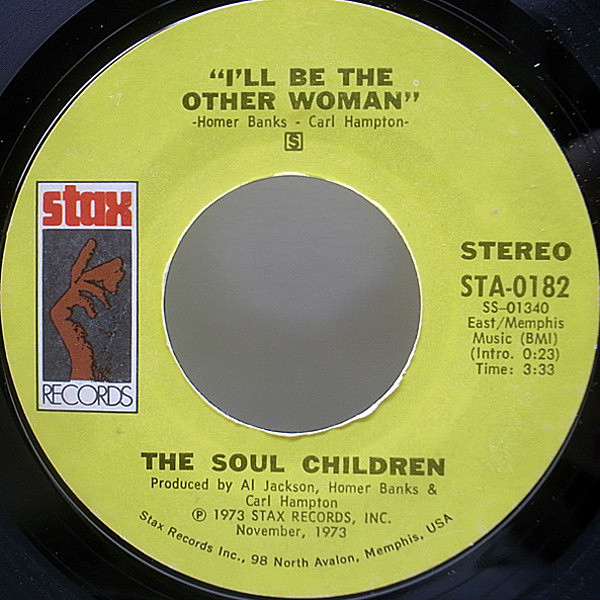 “I'LL BE THE
OTHER WOMAN”
-Homer Banks - Carl Hampton-
S
stax
RECORDS
STEREO
STA-0182
SS-01340
East/Memphis
Music (BMI)
(Intro. 0:23)
Time: 3:33
THE SOUL CHILDREN
Produced by Al Jackson, Homer Banks &
Carl Hampton
℗ 1973 STAX RECORDS, INC.
November, 1973
Stax Records Inc., 98 North Avalon, Memphis, USA